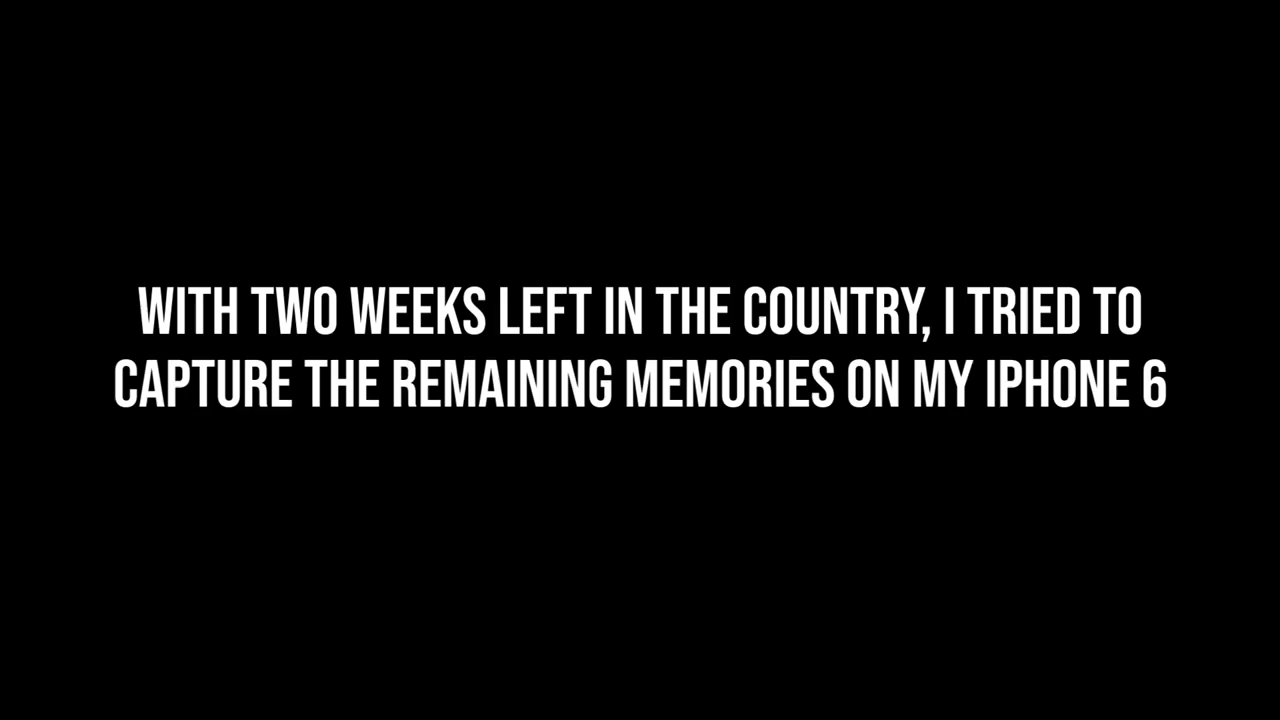 WITH TWO WEEKS LEFT IN THE COUNTRY, I TRIED TO
CAPTURE THE REMAINING MEMORIES ON MY IPHONE 6